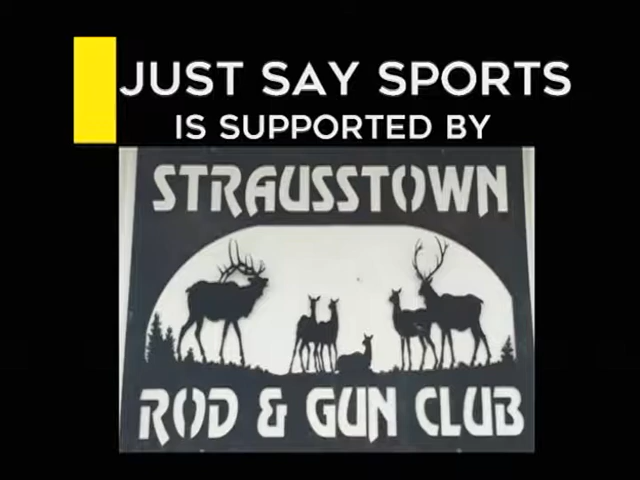 JUST SAY SPORTS
IS SUPPORTED BY
STRAUSSTOWN
ROD & GUN CLUB